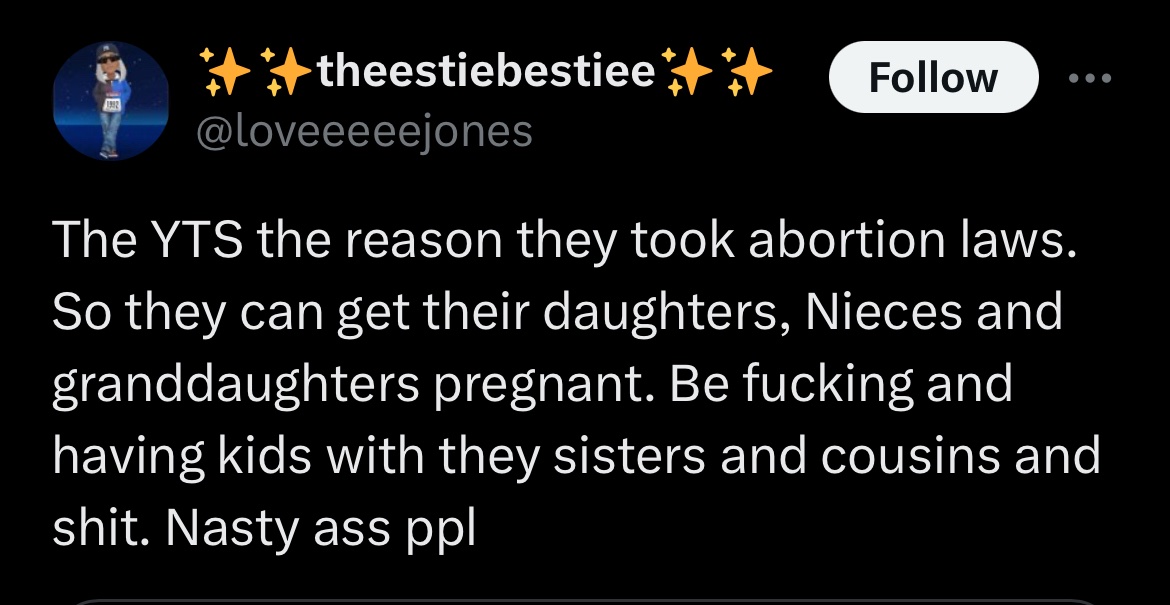 ✨✨theestiebestiee✨✨
Follow
@loveeeeeejones
The YTS the reason they took abortion laws.
So they can get their daughters, Nieces and
granddaughters pregnant. Be fucking and
having kids with they sisters and cousins and
shit. Nasty ass ppl